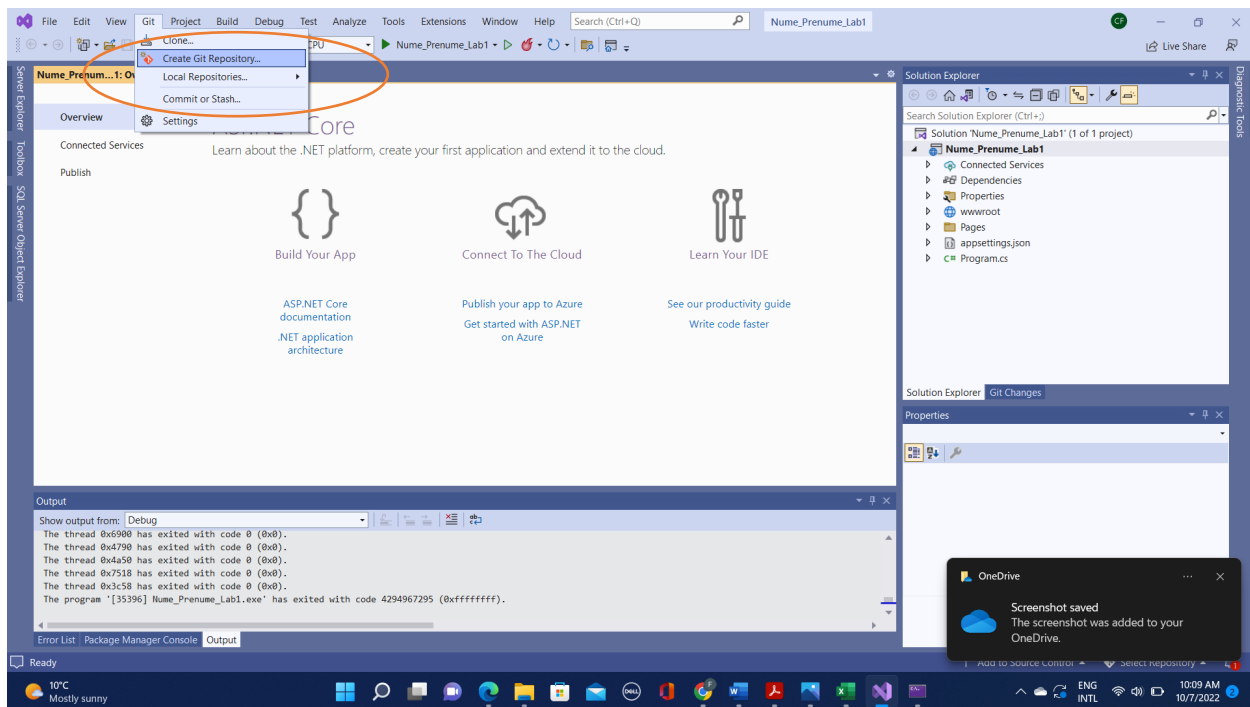 File Edit View Git Project Build Debug Test Analyze Tools Extensions Window Help Search (Ctrl+Q) Nume_Prenume_Lab1 CF
CPU Nume_Prenume_Lab1 Live Share
Clone...
Create Git Repository...
Local Repositories...
Commit or Stash...
Settings
Server Explorer
Toolbox
SQL Server Object Explorer
Nume_Prenum...1: Ov
Overview
Connected Services
Publish
Core
Learn about the .NET platform, create your first application and extend it to the cloud.
Build Your App
Connect To The Cloud
Learn Your IDE
ASP.NET Core
documentation
.NET application
architecture
Publish your app to Azure
Get started with ASP.NET
on Azure
See our productivity guide
Write code faster
Solution Explorer
Search Solution Explorer (Ctrl+;)
Solution 'Nume_Prenume_Lab1' (1 of 1 project)
Nume_Prenume_Lab1
Connected Services
Dependencies
Properties
wwwroot
Pages
appsettings.json
C# Program.cs
Solution Explorer Git Changes
Diagnostic Tools
Properties
Output
Show output from: Debug
The thread 0x6900 has exited with code 0 (0x0).
The thread 0x4790 has exited with code 0 (0x0).
The thread 0x4a50 has exited with code 0 (0x0).
The thread 0x7518 has exited with code 0 (0x0).
The thread 0x3c58 has exited with code 0 (0x0).
The program '[35396] Nume_Prenume_Lab1.exe' has exited with code 4294967295 (0xffffffff).
Error List Package Manager Console Output
OneDrive
Screenshot saved
The screenshot was added to your
OneDrive.
Ready Add to Source Control Select Repository 1
10°C
Mostly sunny
DELL
ENG
INTL
10:09 AM
10/7/2022
2